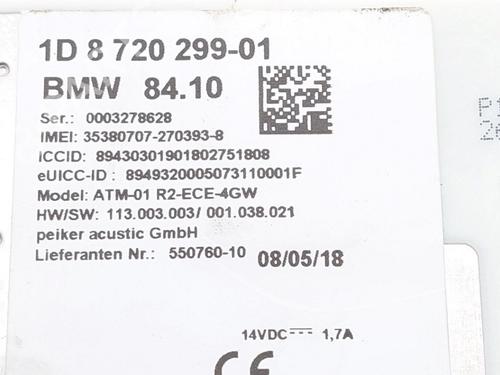 1D 8 720 299-01
BMW 84.10
Ser.: 0003278628
IMEI: 35380707-270393-8
ICCID: 89430301901802751808
eUICC-ID : 8949320005073110001F
Model: ATM-01 R2-ECE-4GW
HW/SW: 113.003.003/ 001.038.021
peiker acustic GmbH
Lieferanten Nr.: 550760-10 08/05/18
14VDC 1,7A
CE